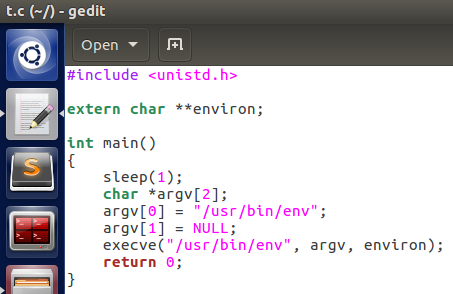 t.c (~/) - gedit
Open
#include <unistd.h>
extern char **environ;
int main()
{
    sleep(1);
    char *argv[2];
    argv[0] = "/usr/bin/env";
    argv[1] = NULL;
    execve("/usr/bin/env", argv, environ);
    return 0;
}